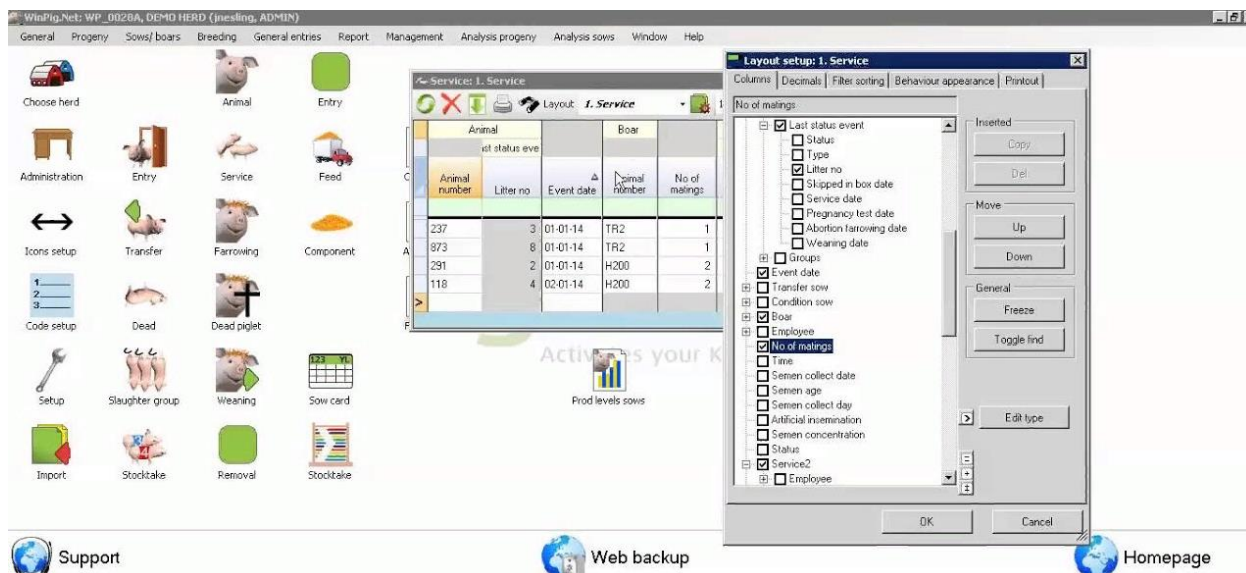 WinPig.Net: WP_0028A, DEMO HERD (jnesling, ADMIN)
General Progeny Sows/ boars Breeding General entries Report Management Analysis progeny Analysis sows Window Help
Choose herd
Animal
Entry
Administration
Entry
Service
Feed
Icons setup
Transfer
Farrowing
Component
1
2
3
Code setup
Dead
Dead piglet
Setup
Slaughter group
Weaning
123 YL
Sow card
Import
Stocktake
Removal
Stocktake
Prod levels sows
Service: 1. Service
Layout 1. Service
Animal Boar
ist status eve
Animal number Litter no Event date Animal number No of matings
237 3 01-01-14 TR2 1
873 8 01-01-14 TR2 1
291 2 01-01-14 H200 2
118 4 02-01-14 H200 2
Layout setup: 1. Service
Columns Decimals Filter sorting Behaviour appearance Printout
No of matings
Last status event
Status
Type
Litter no
Skipped in box date
Service date
Pregnancy test date
Abortion farrowing date
Weaning date
Groups
Event date
Transfer sow
Condition sow
Boar
Employee
No of matings
Time
Semen collect date
Semen age
Semen collect day
Artificial insemination
Semen concentration
Status
Service2
Employee
Inserted
Copy
Del
Move
Up
Down
General
Freeze
Toggle find
Edit type
OK Cancel
Support
Web backup
Homepage